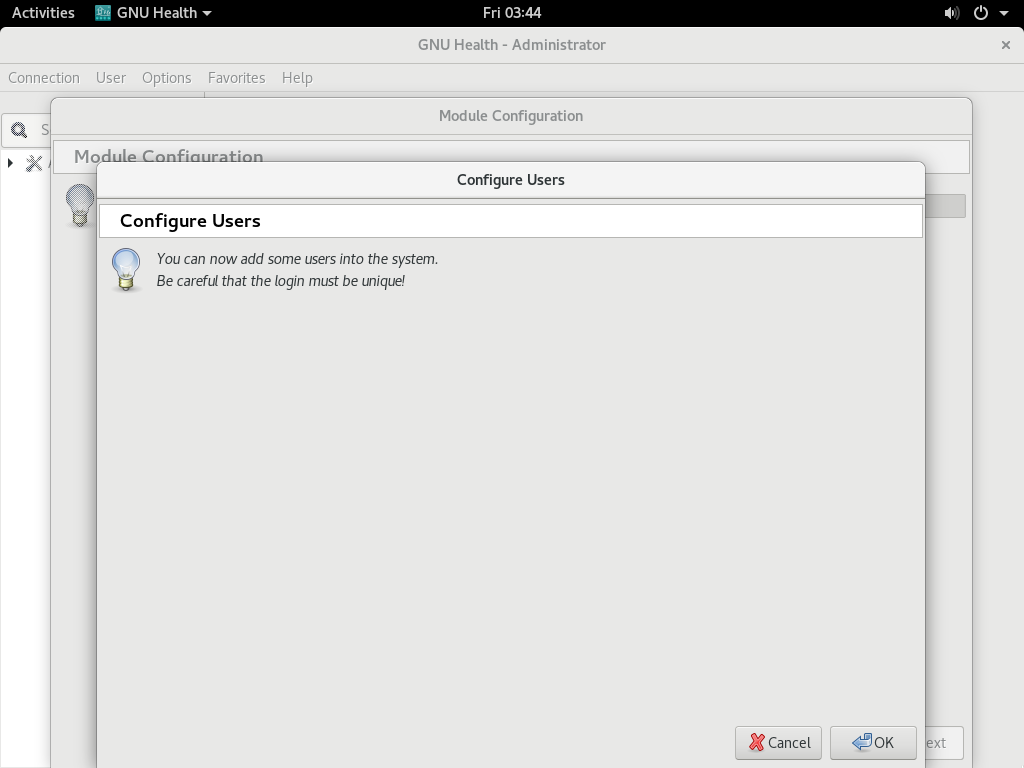 Activities GNU Health Fri 03:44
GNU Health - Administrator
Connection User Options Favorites Help
Module Configuration
Module Configuration
Configure Users
Configure Users
You can now add some users into the system.
Be careful that the login must be unique!
Cancel OK